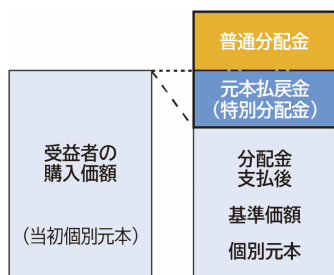 普通分配金
元本払戻金
（特別分配金）
受益者の
購入価額
（当初個別元本）
分配金
支払後
基準価額
個別元本